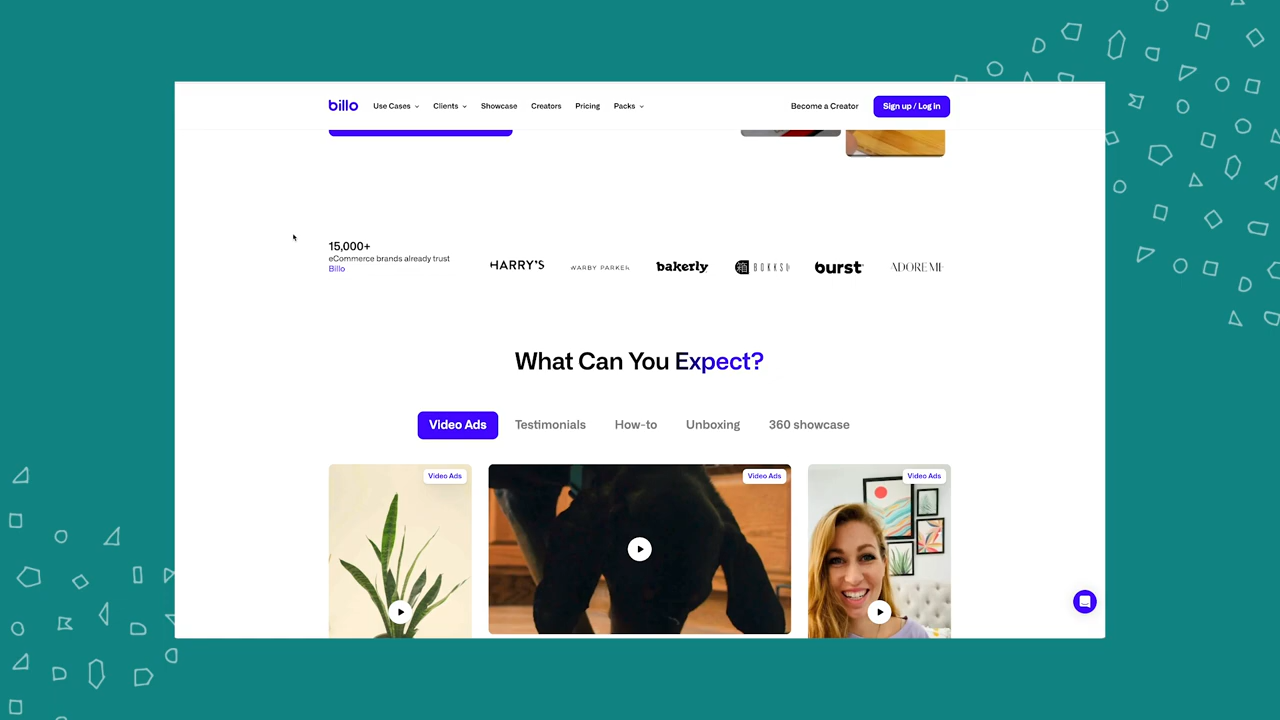 billo Use Cases Clients Showcase Creators Pricing Packs Become a Creator Sign up / Log in
15,000+
eCommerce brands already trust
Billo
HARRY'S WARBY PARKER bakerly BOKKSU burst ADORE ME
What Can You Expect?
Video Ads Testimonials How-to Unboxing 360 showcase
Video Ads Video Ads Video Ads